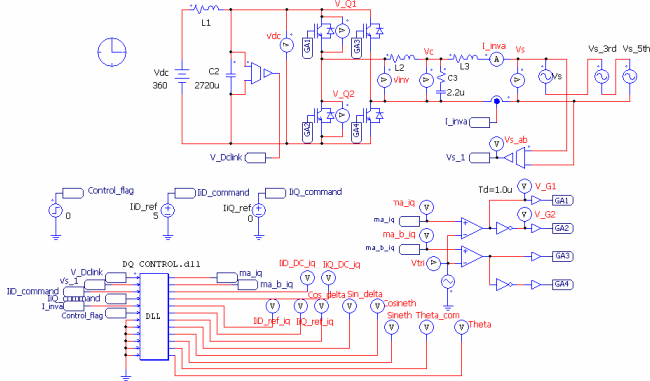 V_Q1
L1
GA1
GA3
Vdc
Vdc
360
C2
2720u
L2
Vc
L3
I_inva
Vs
Vs_3rd
Vs_5th
Vinv
C3
2.2u
Vs
V_Q2
GA2
GA4
I_inva
V_Dclink
Vs_ab
Vs_1
Control_flag
0
IiD_command
IiD_ref
5
IiQ_command
IiQ_ref
0
ma_iq
ma_iq
ma_b_iq
ma_b_iq
Vtri
Td=1.0u
V_G1
GA1
V_G2
GA2
GA3
GA4
DQ CONTROL.dll
V_Dclink
Vs_1
IiD_command
IiQ_command
I_inva
Control_flag
DLL
ma_iq
ma_b_iq
IiD_DC_iq
IiQ_DC_iq
IiD_ref_iq
Cos_delta
IiQ_ref_iq
Sin_delta
Cosineth
Sineth
Theta_com
Theta